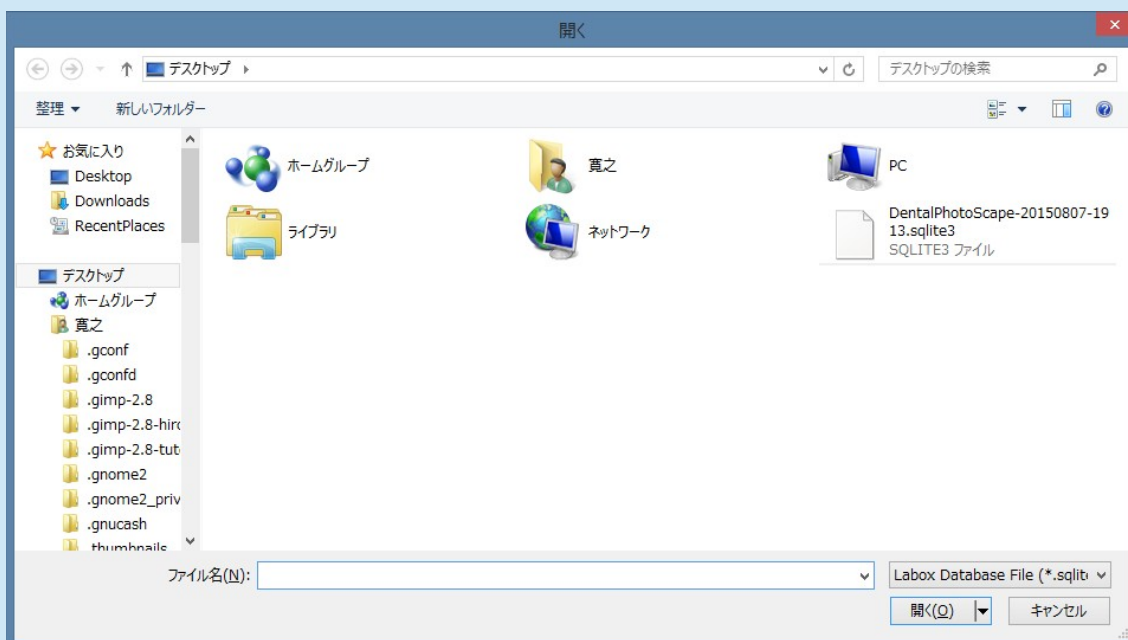 開く
デスクトップ
デスクトップの検索
整理
新しいフォルダー
お気に入り
Desktop
Downloads
RecentPlaces
デスクトップ
ホームグループ
寛之
.gconf
.gconfd
.gimp-2.8
.gimp-2.8-hiro
.gimp-2.8-tut
.gnome2
.gnome2_priv
.gnucash
.thumbnails
ホームグループ
寛之
PC
ライブラリ
ネットワーク
DentalPhotoScape-20150807-19
13.sqlite3
SQLITE3 ファイル
ファイル名(N):
Labox Database File (*.sqlit
開く(O)
キャンセル